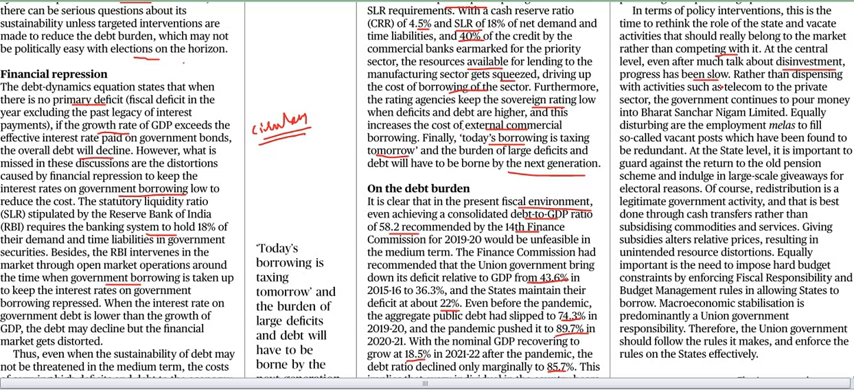 there can be serious questions about its
sustainability unless targeted interventions are
made to reduce the debt burden, which may not
be politically easy with elections on the horizon.
Financial repression
The debt-dynamics equation states that when
there is no primary deficit (fiscal deficit in the
year excluding the past legacy of interest
payments), if the growth rate of GDP exceeds the
effective interest rate paid on government bonds,
the overall debt will decline. However, what is
missed in these discussions are the distortions
caused by financial repression to keep the
interest rates on government borrowing low to
reduce the cost. The statutory liquidity ratio
(SLR) stipulated by the Reserve Bank of India
(RBI) requires the banking system to hold 18% of
their demand and time liabilities in government
securities. Besides, the RBI intervenes in the
market through open market operations around
the time when government borrowing is taken up
to keep the interest rates on government
borrowing repressed. When the interest rate on
government debt is lower than the growth of
GDP, the debt may decline but the financial
market gets distorted.
Thus, even when the sustainability of debt may
not be threatened in the medium term, the costs
'Today's
borrowing is
taxing
tomorrow' and
the burden of
large deficits
and debt will
have to be
borne by the
SLR requirements. With a cash reserve ratio
(CRR) of 4.5% and SLR of 18% of net demand and
time liabilities, and 40% of the credit by the
commercial banks earmarked for the priority
sector, the resources available for lending to the
manufacturing sector gets squeezed, driving up
the cost of borrowing of the sector. Furthermore,
the rating agencies keep the sovereign rating low
when deficits and debt are higher, and this
increases the cost of external commercial
borrowing. Finally, 'today's borrowing is taxing
tomorrow' and the burden of large deficits and
debt will have to be borne by the next generation.
On the debt burden
It is clear that in the present fiscal environment,
even achieving a consolidated debt-to-GDP ratio
of 58.2 recommended by the 14th Finance
Commission for 2019-20 would be unfeasible in
the medium term. The Finance Commission had
recommended that the Union government bring
down its deficit relative to GDP from 43.6% in
2015-16 to 36.3%, and the States maintain their
deficit at about 22%. Even before the pandemic,
the aggregate public debt had slipped to 74.3% in
2019-20, and the pandemic pushed it to 89.7% in
2020-21. With the nominal GDP recovering to
grow at 18.5% in 2021-22 after the pandemic, the
debt ratio declined only marginally to 85.7%. This
In terms of policy interventions, this is the
time to rethink the role of the state and vacate
activities that should really belong to the market
rather than competing with it. At the central
level, even after much talk about disinvestment,
progress has been slow. Rather than dispensing
with activities such as telecom to the private
sector, the government continues to pour money
into Bharat Sanchar Nigam Limited. Equally
disturbing are the employment melas to fill
so-called vacant posts which have been found to
be redundant. At the State level, it is important to
guard against the return to the old pension
scheme and indulge in large-scale giveaways for
electoral reasons. Of course, redistribution is a
legitimate government activity, and that is best
done through cash transfers rather than
subsidising commodities and services. Giving
subsidies alters relative prices, resulting in
unintended resource distortions. Equally
important is the need to impose hard budget
constraints by enforcing Fiscal Responsibility and
Budget Management rules in allowing States to
borrow. Macroeconomic stabilisation is
predominantly a Union government
responsibility. Therefore, the Union government
should follow the rules it makes, and enforce the
rules on the States effectively.